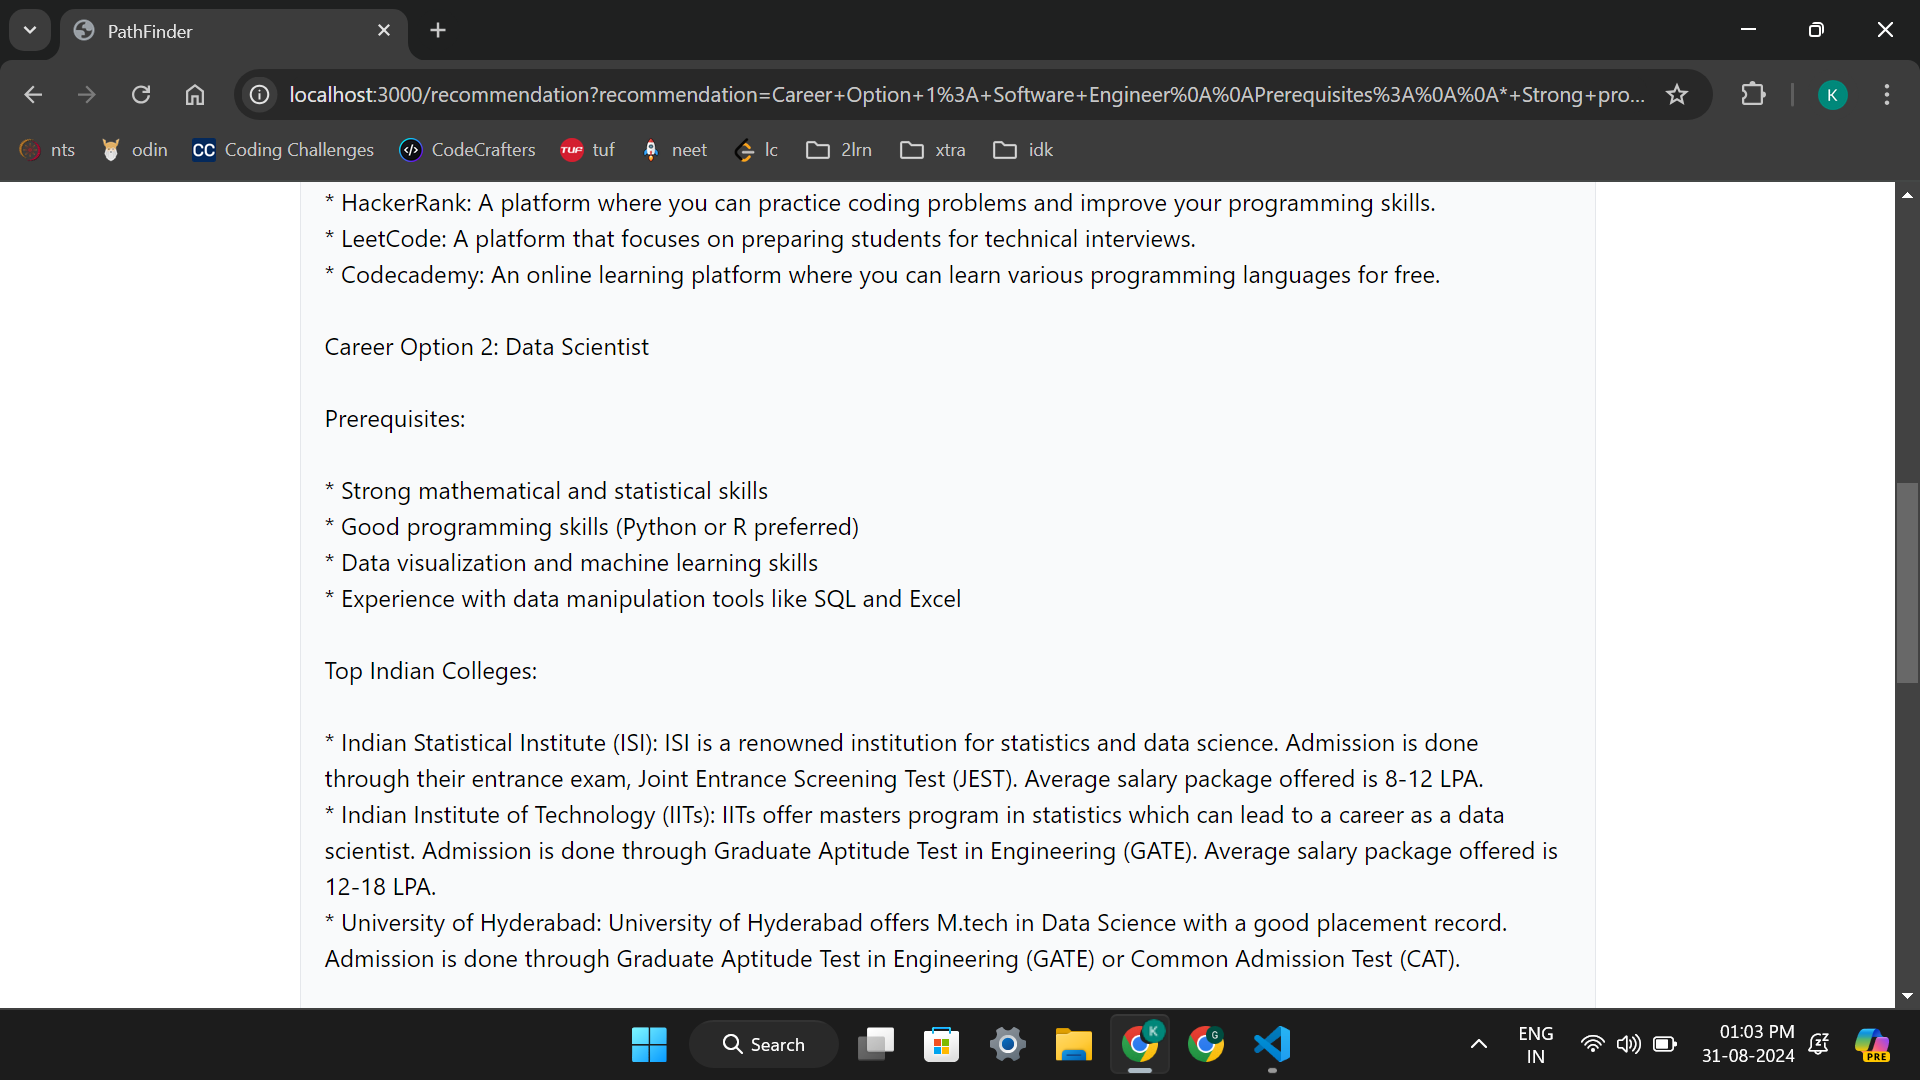 PathFinder
localhost:3000/recommendation?recommendation=Career+Option+1%3A+Software+Engineer%0A%0APrerequisites%3A%0A%0A*+Strong+pro...
K
nts
odin
CC Coding Challenges
CodeCrafters
TUF tuf
neet
lc
2lrn
xtra
idk
* HackerRank: A platform where you can practice coding problems and improve your programming skills.
* LeetCode: A platform that focuses on preparing students for technical interviews.
* Codecademy: An online learning platform where you can learn various programming languages for free.
Career Option 2: Data Scientist
Prerequisites:
* Strong mathematical and statistical skills
* Good programming skills (Python or R preferred)
* Data visualization and machine learning skills
* Experience with data manipulation tools like SQL and Excel
Top Indian Colleges:
* Indian Statistical Institute (ISI): ISI is a renowned institution for statistics and data science. Admission is done
through their entrance exam, Joint Entrance Screening Test (JEST). Average salary package offered is 8-12 LPA.
* Indian Institute of Technology (IITs): IITs offer masters program in statistics which can lead to a career as a data
scientist. Admission is done through Graduate Aptitude Test in Engineering (GATE). Average salary package offered is
12-18 LPA.
* University of Hyderabad: University of Hyderabad offers M.tech in Data Science with a good placement record.
Admission is done through Graduate Aptitude Test in Engineering (GATE) or Common Admission Test (CAT).
Search
K
G
ENG
IN
01:03 PM
31-08-2024
PRE